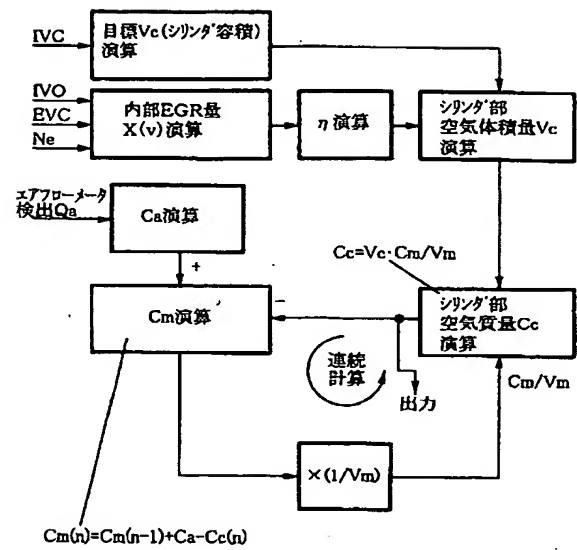 IVC
目標Vc(シリンダ容積)
演算
IVO
EVC
Ne
内部EGR量
X(v)演算
η演算
シリンダ部
空気体積量Vc
演算
エアフローメータ
検出Qa
Ca演算
+
Cc=Vc·Cm/Vm
Cm演算
-
シリンダ部
空気質量Cc
演算
連続
計算
出力
Cm/Vm
×(1/Vm)
Cm(n)=Cm(n-1)+Ca-Cc(n)